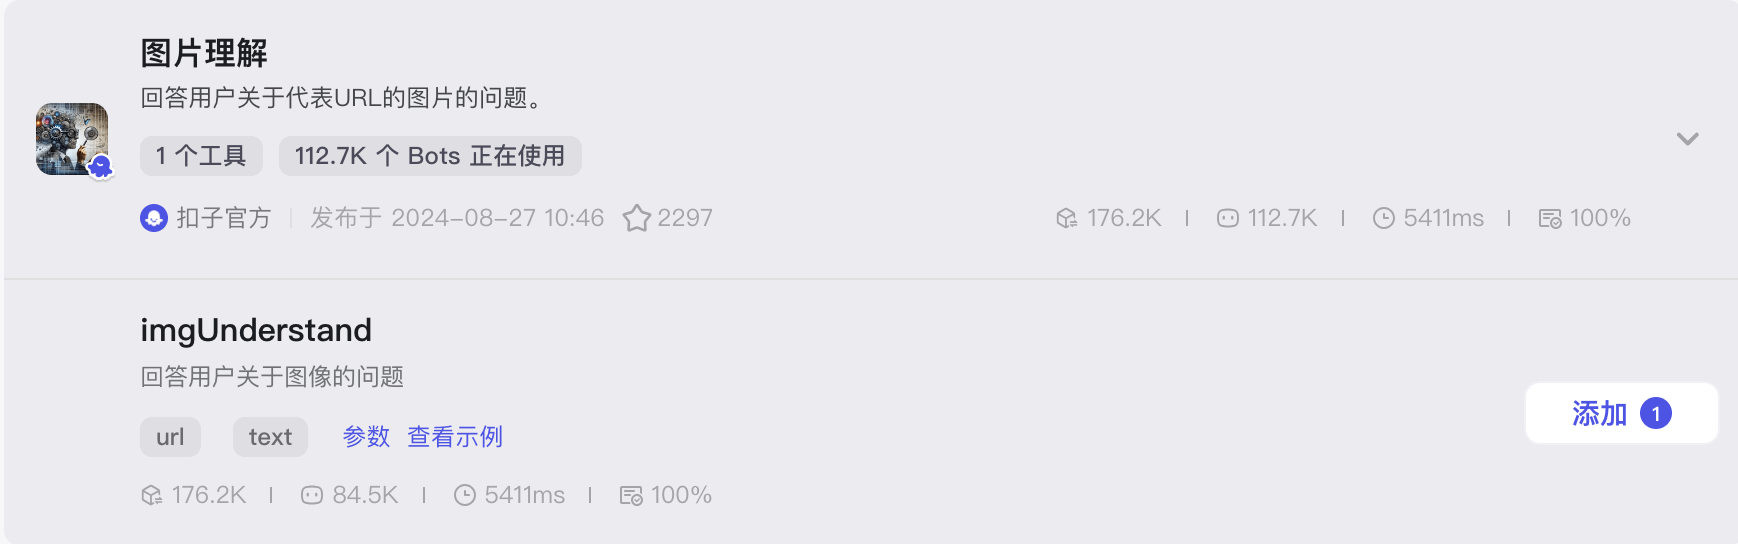 图片理解
回答用户关于代表URL的图片的问题。
1 个工具 112.7K 个 Bots 正在使用
扣子官方 发布于 2024-08-27 10:46 2297 176.2K 112.7K 5411ms 100%
imgUnderstand
回答用户关于图像的问题
添加 1
url text 参数 查看示例
176.2K 84.5K 5411ms 100%